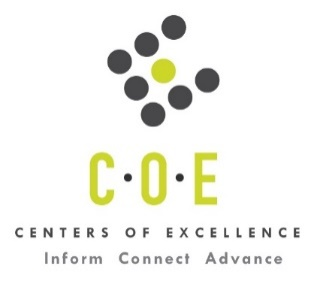 C·O·E
CENTERS OF EXCELLENCE
Inform Connect Advance